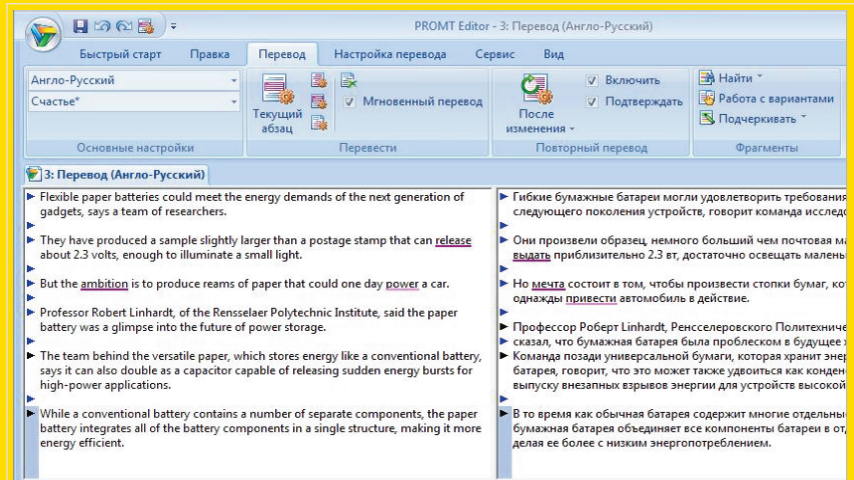 PROMT Editor - 3: Перевод (Англо-Русский)
Быстрый старт Правка Перевод Настройка перевода Сервис Вид
Англо-Русский
Счастье*
Основные настройки
Текущий
абзац
Мгновенный перевод
Перевести
После
изменения
Включить
Подтверждать
Повторный перевод
Найти
Работа с вариантами
Подчеркивать
Фрагменты
3: Перевод (Англо-Русский)
Flexible paper batteries could meet the energy demands of the next generation of
gadgets, says a team of researchers.
They have produced a sample slightly larger than a postage stamp that can release
about 2.3 volts, enough to illuminate a small light.
But the ambition is to produce reams of paper that could one day power a car.
Professor Robert Linhardt, of the Rensselaer Polytechnic Institute, said the paper
battery was a glimpse into the future of power storage.
The team behind the versatile paper, which stores energy like a conventional battery,
says it can also double as a capacitor capable of releasing sudden energy bursts for
high-power applications.
While a conventional battery contains a number of separate components, the paper
battery integrates all of the battery components in a single structure, making it more
energy efficient.
Гибкие бумажные батареи могли удовлетворить требования
следующего поколения устройств, говорит команда исследо
Они произвели образец, немного больший чем почтовая ма
выдать приблизительно 2.3 вт, достаточно освещать малень
Но мечта состоит в том, чтобы произвести стопки бумаг, ко
однажды привести автомобиль в действие.
Профессор Роберт Linhardt, Ренсселеровского Политехниче
сказал, что бумажная батарея была проблеском в будущее х
Команда позади универсальной бумаги, которая хранит энер
батарея, говорит, что это может также удвоиться как конден
выпуску внезапных взрывов энергии для устройств высокой
В то время как обычная батарея содержит многие отдельны
бумажная батарея объединяет все компоненты батареи в от
делая ее более с низким энергопотреблением.